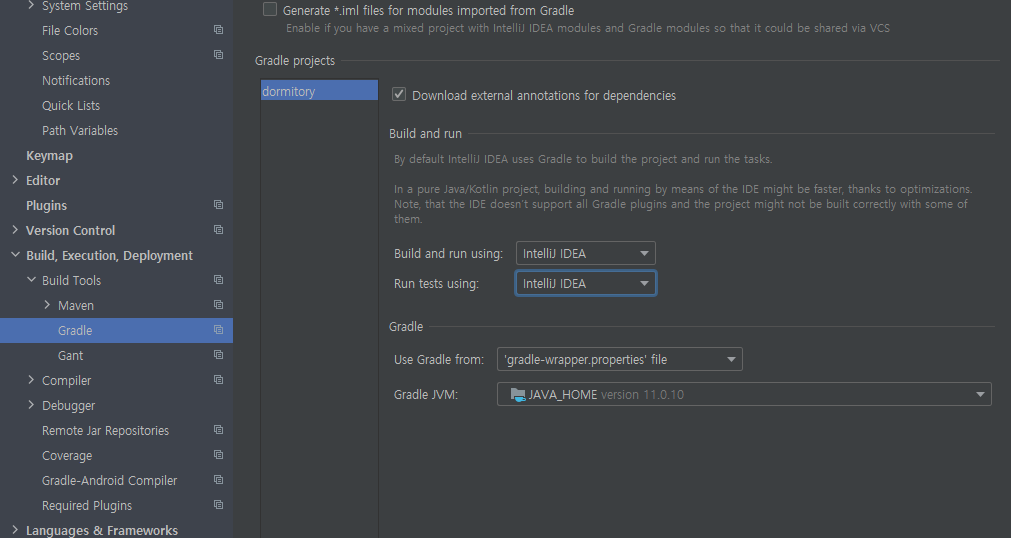 System Settings
File Colors
Scopes
Notifications
Quick Lists
Path Variables
Keymap
Editor
Plugins
Version Control
Build, Execution, Deployment
Build Tools
Maven
Gradle
Gant
Compiler
Debugger
Remote Jar Repositories
Coverage
Gradle-Android Compiler
Required Plugins
Languages & Frameworks
Generate *.iml files for modules imported from Gradle
Enable if you have a mixed project with IntelliJ IDEA modules and Gradle modules so that it could be shared via VCS
Gradle projects
dormitory
Download external annotations for dependencies
Build and run
By default IntelliJ IDEA uses Gradle to build the project and run the tasks.
In a pure Java/Kotlin project, building and running by means of the IDE might be faster, thanks to optimizations.
Note, that the IDE doesn't support all Gradle plugins and the project might not be built correctly with some of
them.
Build and run using: IntelliJ IDEA
Run tests using: IntelliJ IDEA
Gradle
Use Gradle from: 'gradle-wrapper.properties' file
Gradle JVM: JAVA_HOME version 11.0.10